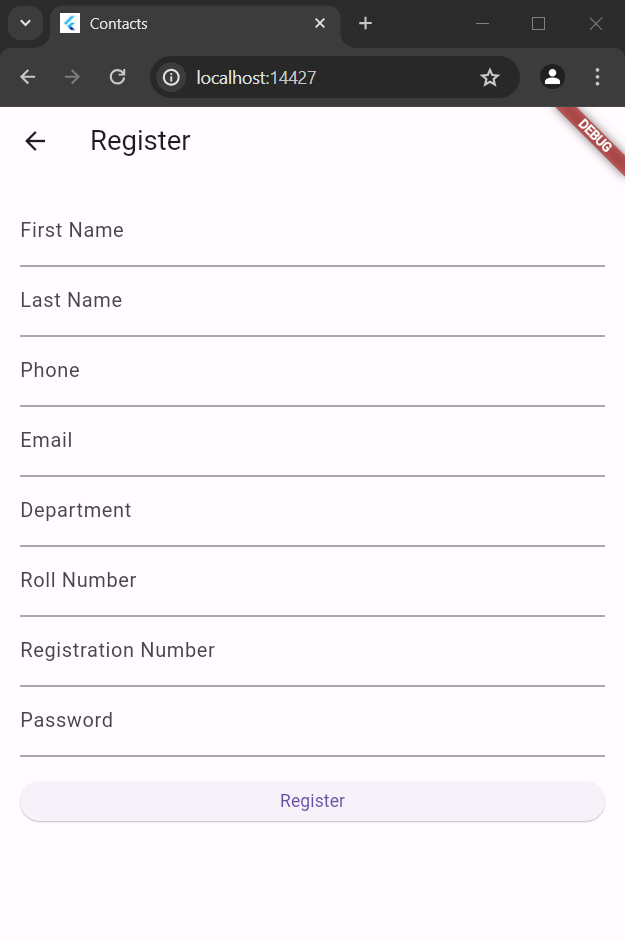 Contacts
localhost:14427
Register
DEBUG
First Name
Last Name
Phone
Email
Department
Roll Number
Registration Number
Password
Register